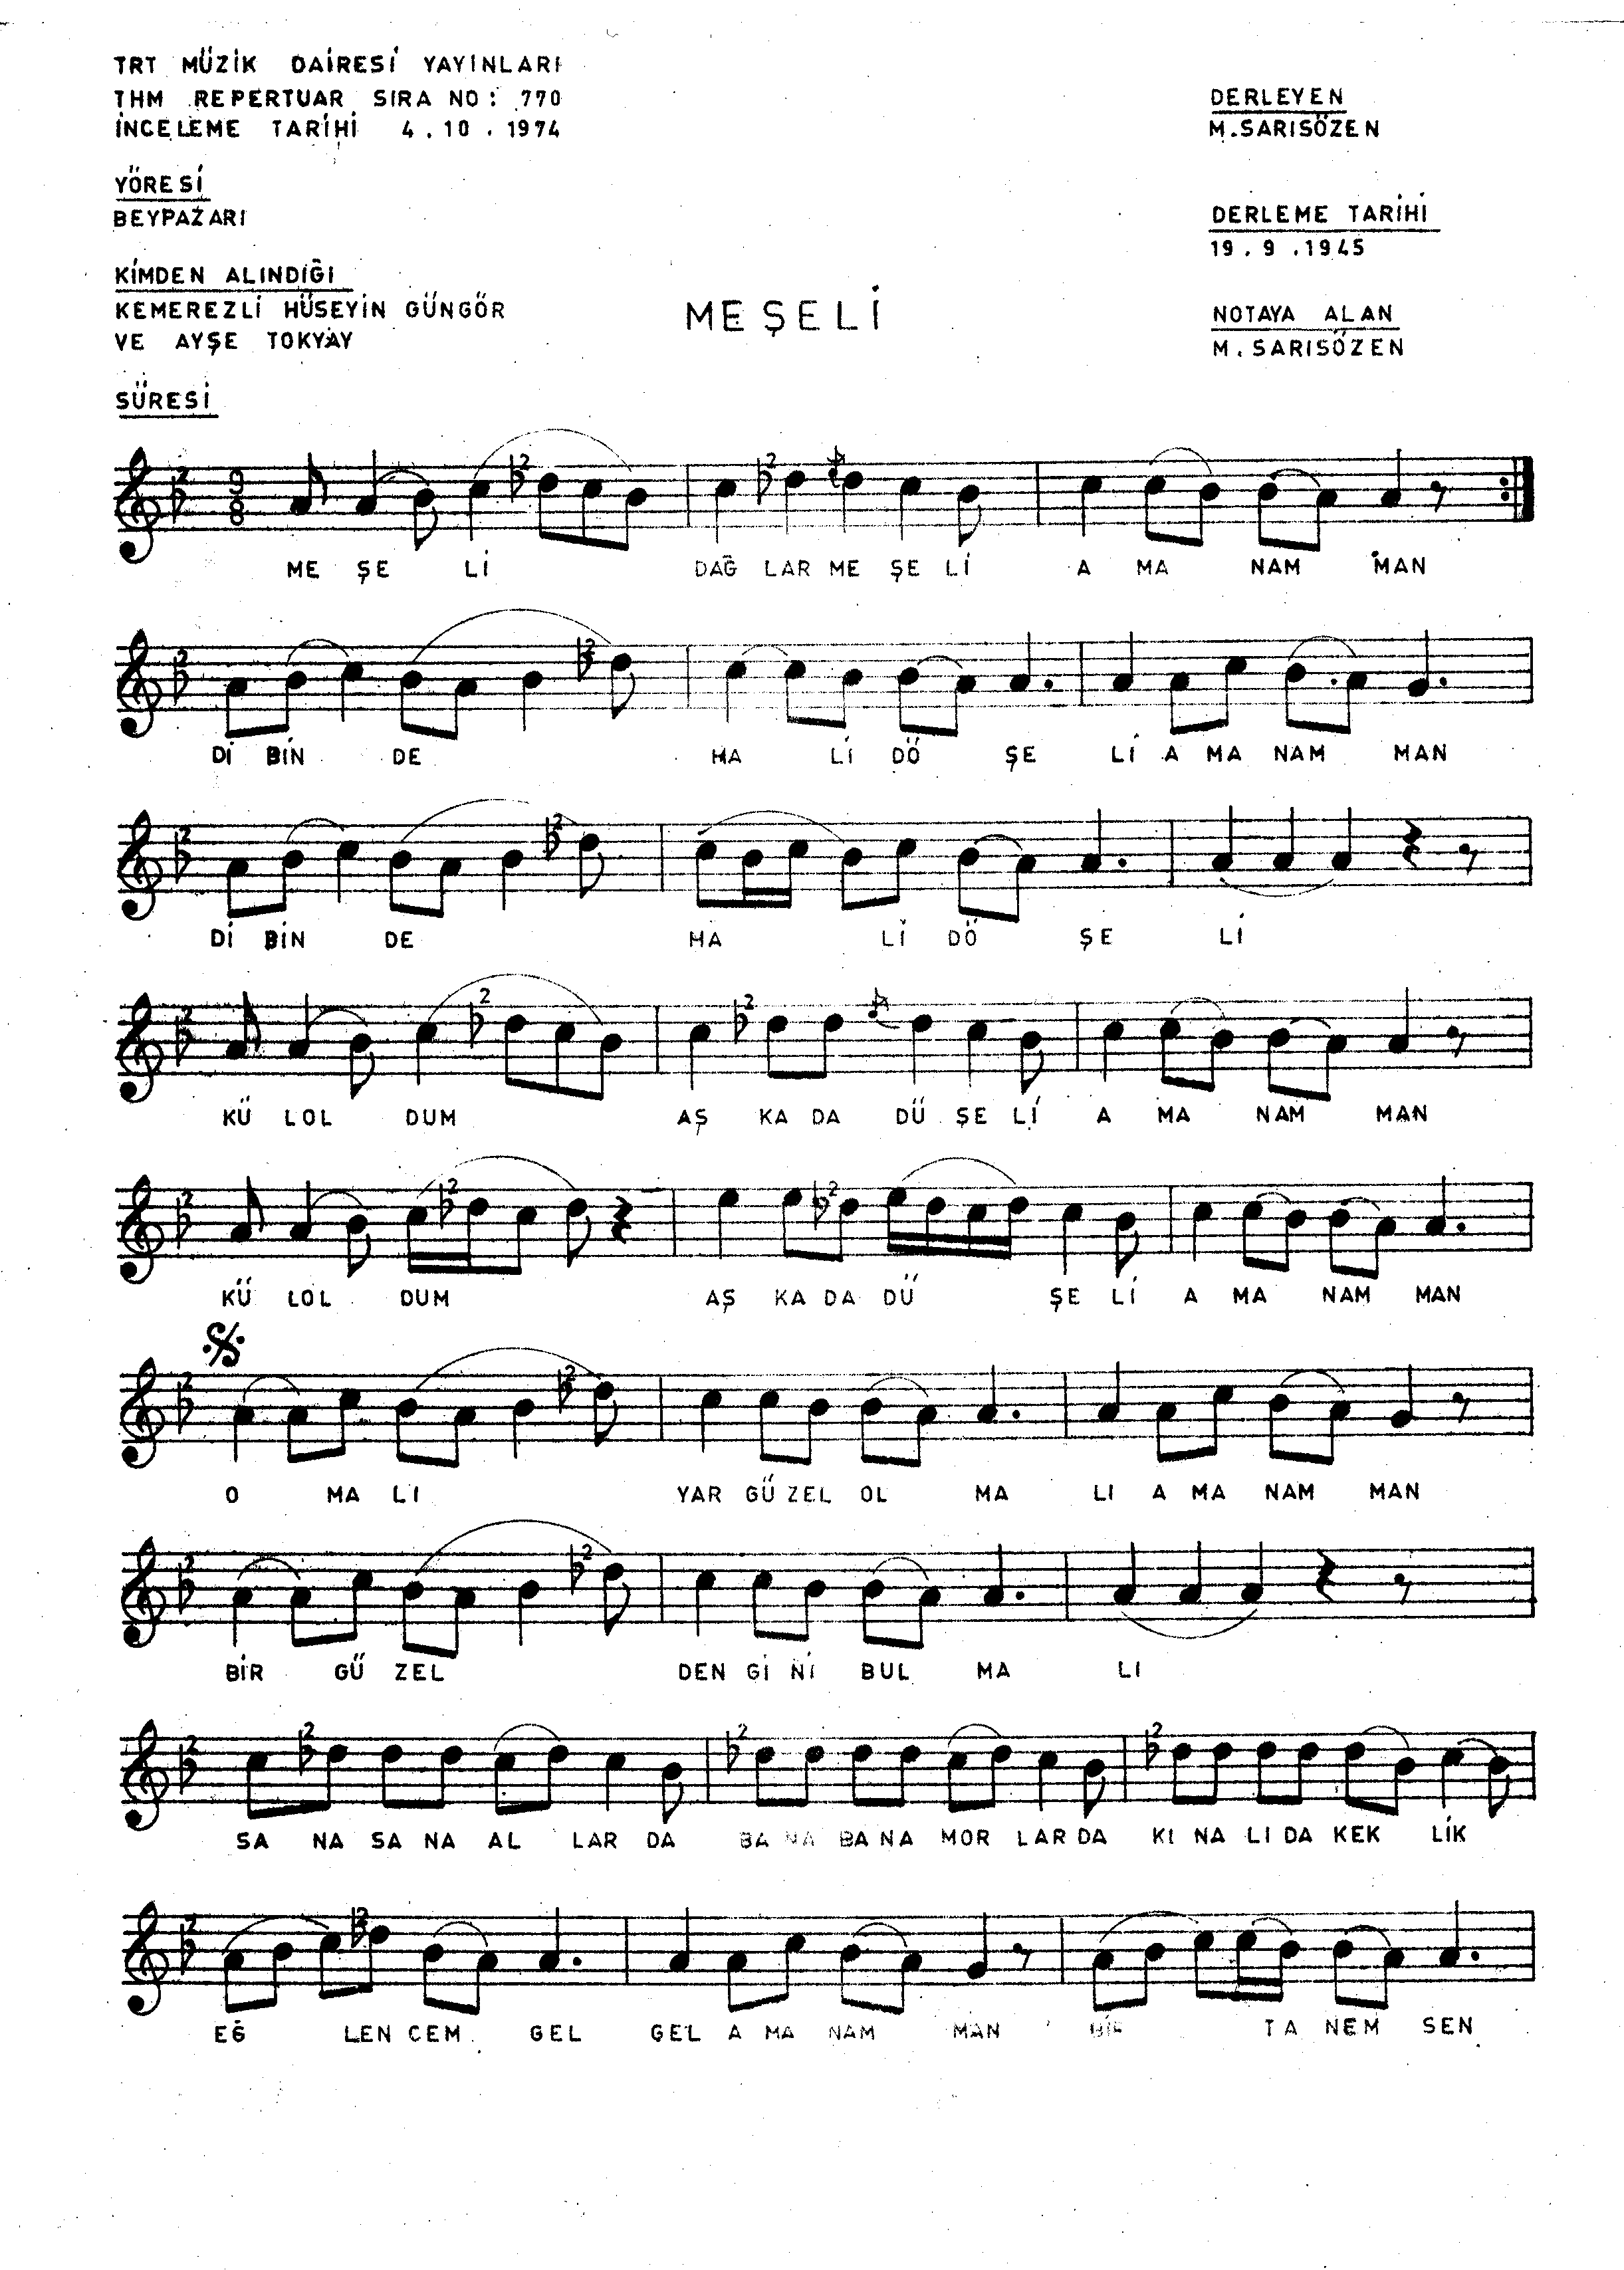 TRT MÜZİK DAİRESİ YAYINLARI
THM REPERTUAR SIRA NO: 770
İNCELEME TARİHİ 4.10.1974
DERLEYEN
M.SARISÖZEN
YÖRESİ
BEYPAZARI
DERLEME TARİHİ
19.9.1945
KİMDEN ALINDIĞI
KEMEREZLİ HÜSEYİN GÜNGÖR
VE AYŞE TOKYAY
MEŞELİ
NOTAYA ALAN
M.SARISÖZEN
SÜRESİ
9
8
ME ŞE Lİ DAĞ LAR ME ŞE Lİ A MA NAM MAN
Dİ BİN DE HA Lİ DÖ ŞE Lİ A MA NAM MAN
Dİ BİN DE HA Lİ DÖ ŞE Lİ
KÜ LOL DUM AŞ KA DA DÜ ŞE Lİ A MA NAM MAN
KÜ LOL DUM AŞ KA DA DÜ ŞE Lİ A MA NAM MAN
O MA LI YAR GÜ ZEL OL MA LI A MA NAM MAN
BİR GÜ ZEL DEN Gİ Nİ BUL MA LI
SA NA SA NA AL LAR DA BA NA BA NA MOR LAR DA KI NA LI DA KEK LİK
EĞ LEN CEM GEL GEL A MA NAM MAN BİR TA NEM SEN